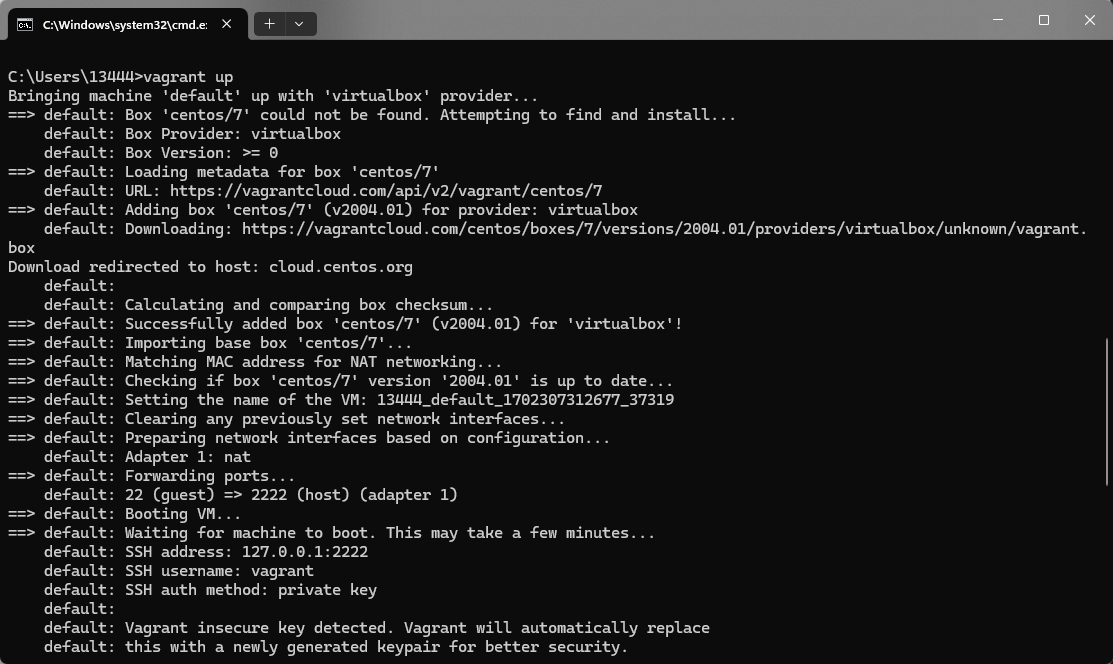 C:\Windows\system32\cmd.e:
C:\Users\13444>vagrant up
Bringing machine 'default' up with 'virtualbox' provider...
==> default: Box 'centos/7' could not be found. Attempting to find and install...
    default: Box Provider: virtualbox
    default: Box Version: >= 0
==> default: Loading metadata for box 'centos/7'
    default: URL: https://vagrantcloud.com/api/v2/vagrant/centos/7
==> default: Adding box 'centos/7' (v2004.01) for provider: virtualbox
    default: Downloading: https://vagrantcloud.com/centos/boxes/7/versions/2004.01/providers/virtualbox/unknown/vagrant.
box
Download redirected to host: cloud.centos.org
    default:
    default: Calculating and comparing box checksum...
==> default: Successfully added box 'centos/7' (v2004.01) for 'virtualbox'!
==> default: Importing base box 'centos/7'...
==> default: Matching MAC address for NAT networking...
==> default: Checking if box 'centos/7' version '2004.01' is up to date...
==> default: Setting the name of the VM: 13444_default_1702307312677_37319
==> default: Clearing any previously set network interfaces...
==> default: Preparing network interfaces based on configuration...
    default: Adapter 1: nat
==> default: Forwarding ports...
    default: 22 (guest) => 2222 (host) (adapter 1)
==> default: Booting VM...
==> default: Waiting for machine to boot. This may take a few minutes...
    default: SSH address: 127.0.0.1:2222
    default: SSH username: vagrant
    default: SSH auth method: private key
    default:
    default: Vagrant insecure key detected. Vagrant will automatically replace
    default: this with a newly generated keypair for better security.